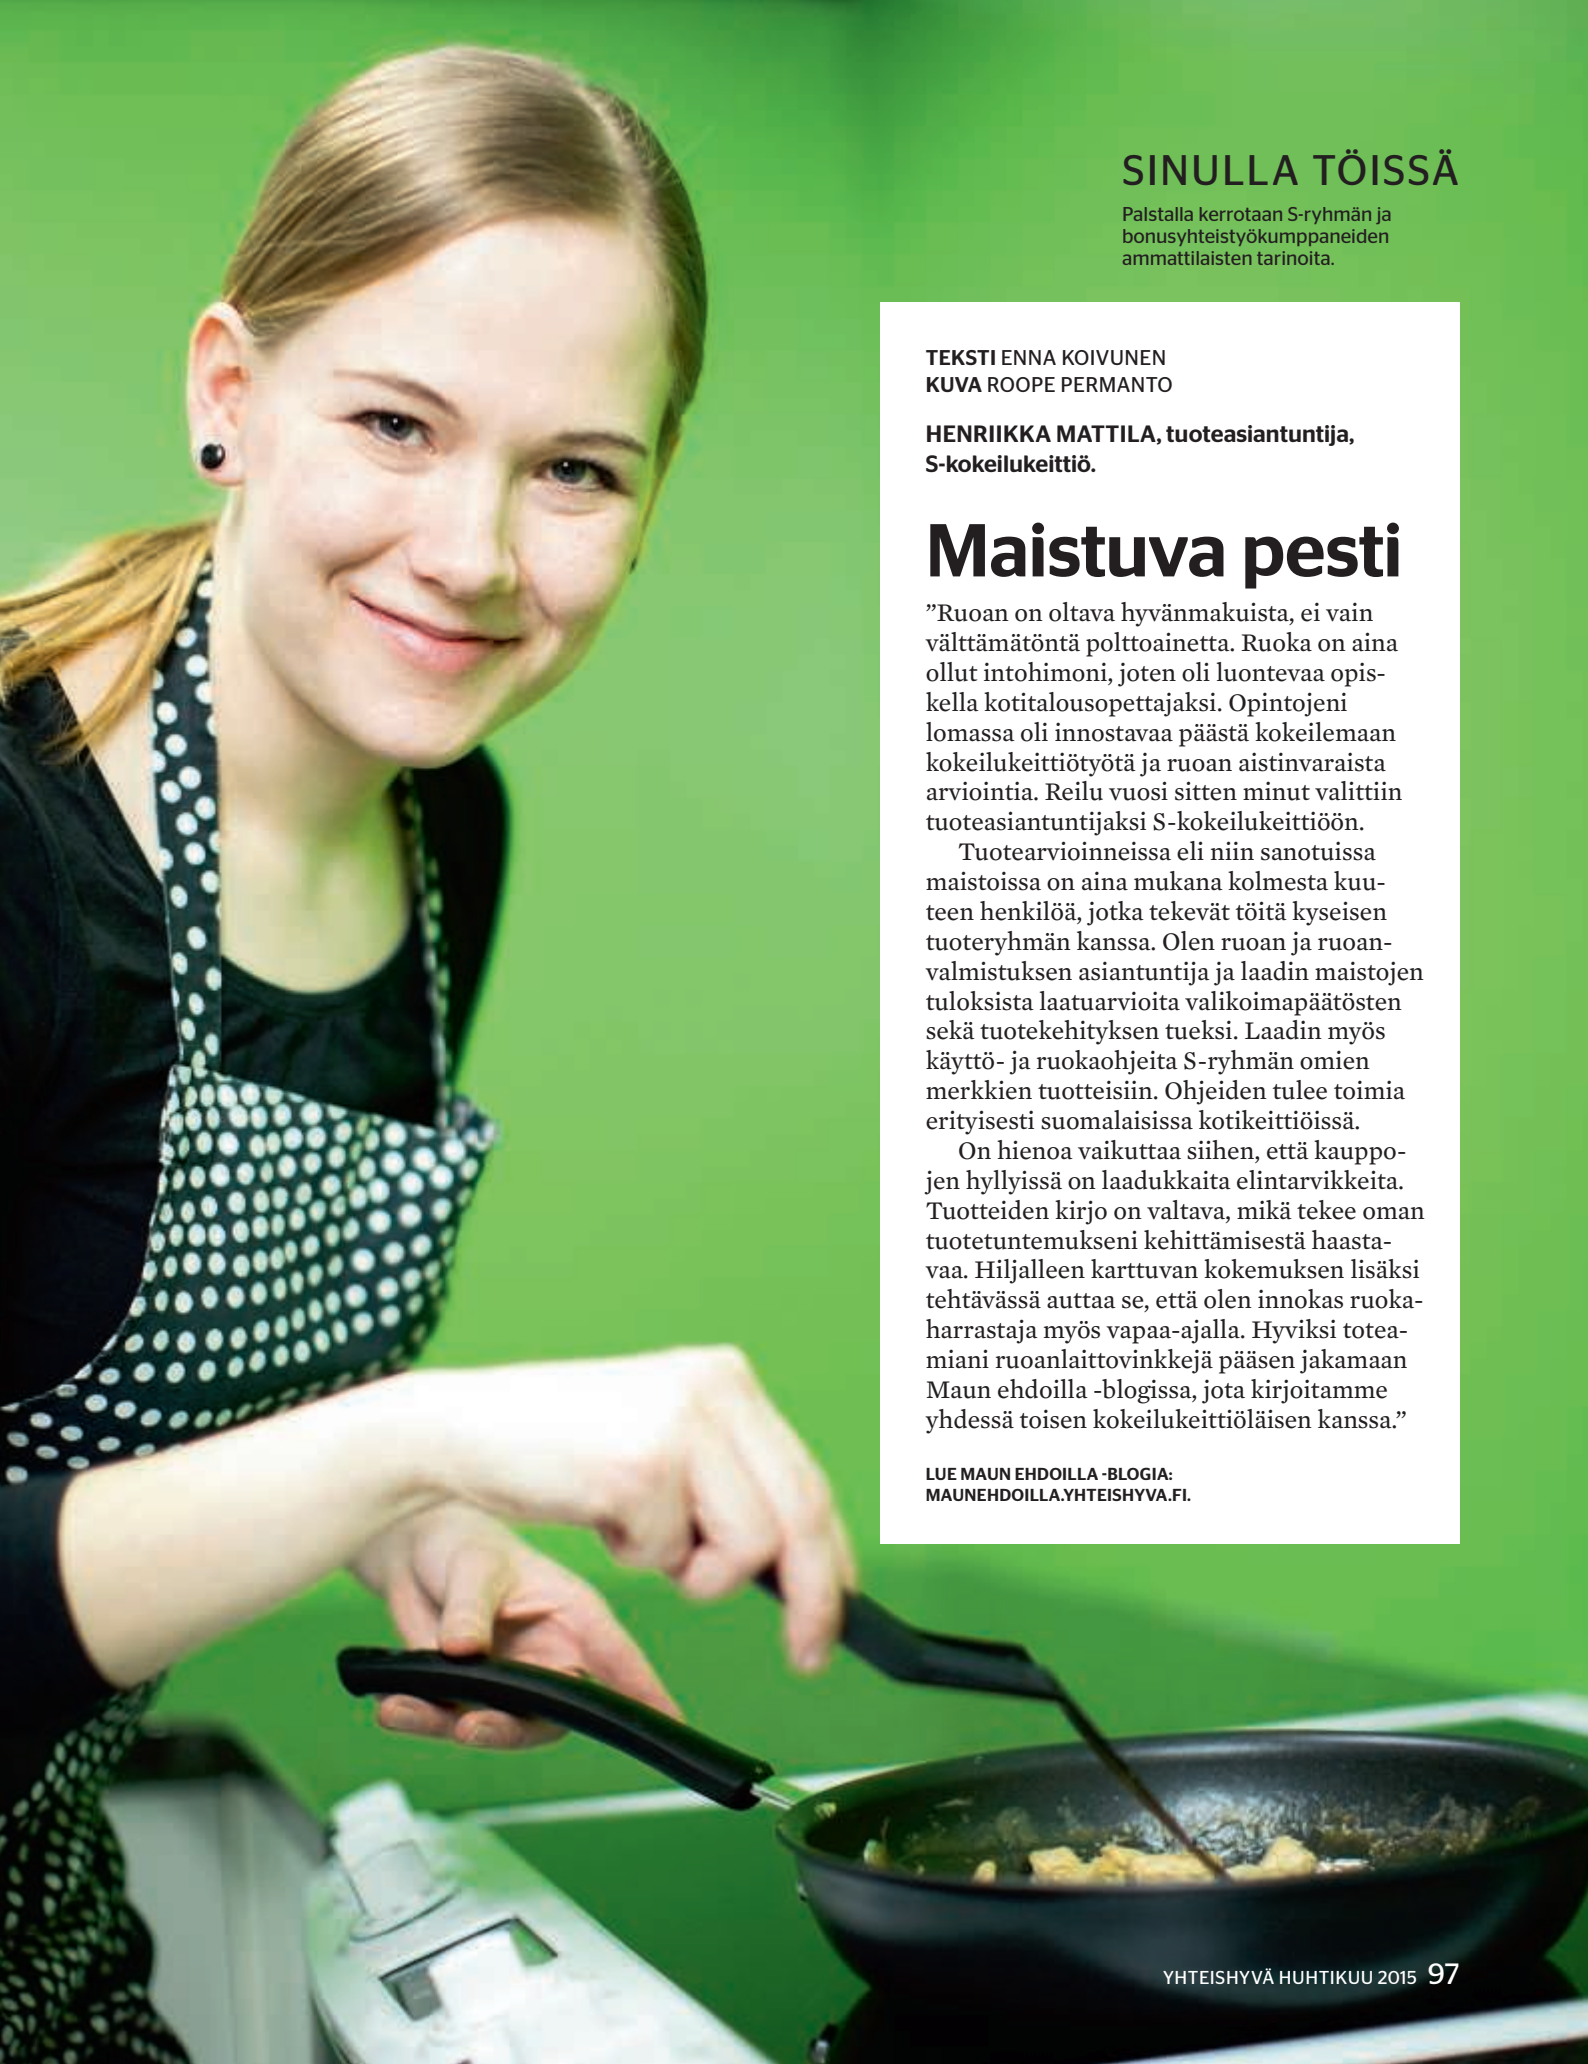 SINULLA TÖISSÄ
Palstalla kerrotaan S-ryhmän ja
bonusyhteistyökumppaneiden
ammattilaisten tarinoita.
TEKSTI ENNA KOIVUNEN
KUVA ROOPE PERMANTO
HENRIIKKA MATTILA, tuoteasiantuntija,
S-kokeilukeittiö.
Maistuva pesti
”Ruoan on oltava hyvänmakuista, ei vain
välttämätöntä polttoainetta. Ruoka on aina
ollut intohimoni, joten oli luontevaa opis-
kella kotitalousopettajaksi. Opintojeni
lomassa oli innostavaa päästä kokeilemaan
kokeilukeittiötyötä ja ruoan aistinvaraista
arviointia. Reilu vuosi sitten minut valittiin
tuoteasiantuntijaksi S-kokeilukeittiöön.
Tuotearvioinneissa eli niin sanotuissa
maistoissa on aina mukana kolmesta kuu-
teen henkilöä, jotka tekevät töitä kyseisen
tuoteryhmän kanssa. Olen ruoan ja ruoan-
valmistuksen asiantuntija ja laadin maistojen
tuloksista laatuarvioita valikoimapäätösten
sekä tuotekehityksen tueksi. Laadin myös
käyttö- ja ruokaohjeita S-ryhmän omien
merkkien tuotteisiin. Ohjeiden tulee toimia
erityisesti suomalaisissa kotikeittiöissä.
On hienoa vaikuttaa siihen, että kauppo-
jen hyllyissä on laadukkaita elintarvikkeita.
Tuotteiden kirjo on valtava, mikä tekee oman
tuotetuntemukseni kehittämisestä haasta-
vaa. Hiljalleen karttuvan kokemuksen lisäksi
tehtävässä auttaa se, että olen innokas ruoka-
harrastaja myös vapaa-ajalla. Hyviksi totea-
miani ruoanlaittovinkkejä pääsen jakamaan
Maun ehdoilla -blogissa, jota kirjoitamme
yhdessä toisen kokeilukeittiöläisen kanssa.”
LUE MAUN EHDOILLA -BLOGIA:
MAUNEHDOILLA.YHTEISHYVA.FI.
YHTEISHYVÄ HUHTIKUU 2015 97